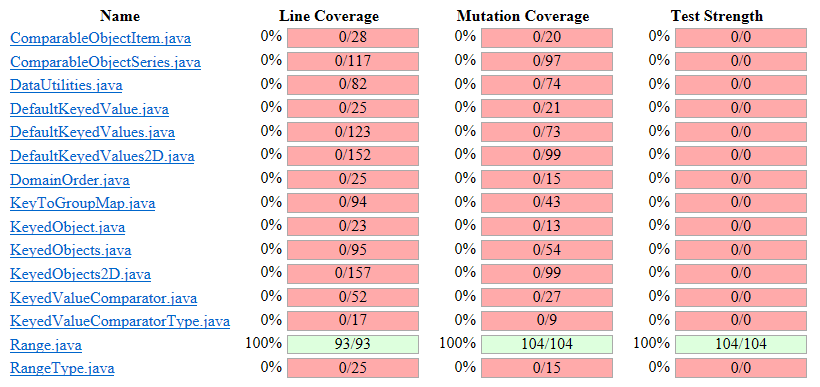 Name Line Coverage Mutation Coverage Test Strength
ComparableObjectItem.java 0% 0/28 0% 0/20 0% 0/0
ComparableObjectSeries.java 0% 0/117 0% 0/97 0% 0/0
DataUtilities.java 0% 0/82 0% 0/74 0% 0/0
DefaultKeyedValue.java 0% 0/25 0% 0/21 0% 0/0
DefaultKeyedValues.java 0% 0/123 0% 0/73 0% 0/0
DefaultKeyedValues2D.java 0% 0/152 0% 0/99 0% 0/0
DomainOrder.java 0% 0/25 0% 0/15 0% 0/0
KeyToGroupMap.java 0% 0/94 0% 0/43 0% 0/0
KeyedObject.java 0% 0/23 0% 0/13 0% 0/0
KeyedObjects.java 0% 0/95 0% 0/54 0% 0/0
KeyedObjects2D.java 0% 0/157 0% 0/99 0% 0/0
KeyedValueComparator.java 0% 0/52 0% 0/27 0% 0/0
KeyedValueComparatorType.java 0% 0/17 0% 0/9 0% 0/0
Range.java 100% 93/93 100% 104/104 100% 104/104
RangeType.java 0% 0/25 0% 0/15 0% 0/0